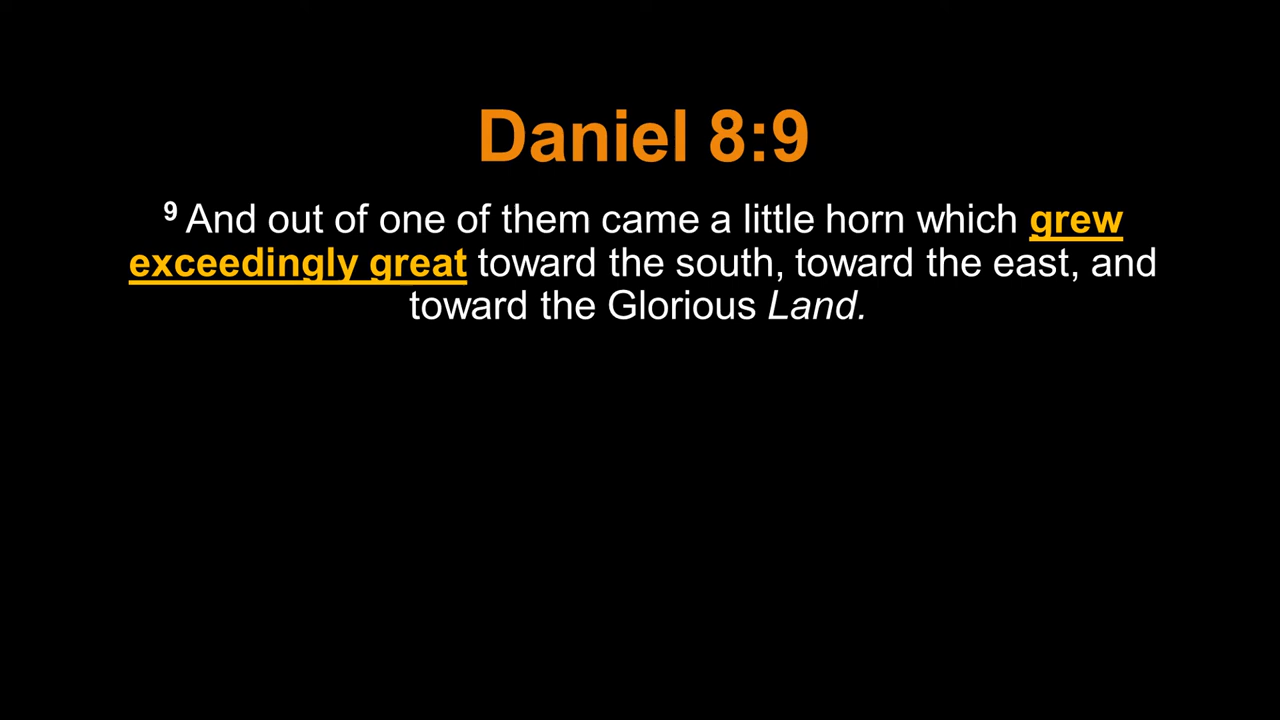 Daniel 8:9
9 And out of one of them came a little horn which grew
exceedingly great toward the south, toward the east, and
toward the Glorious Land.